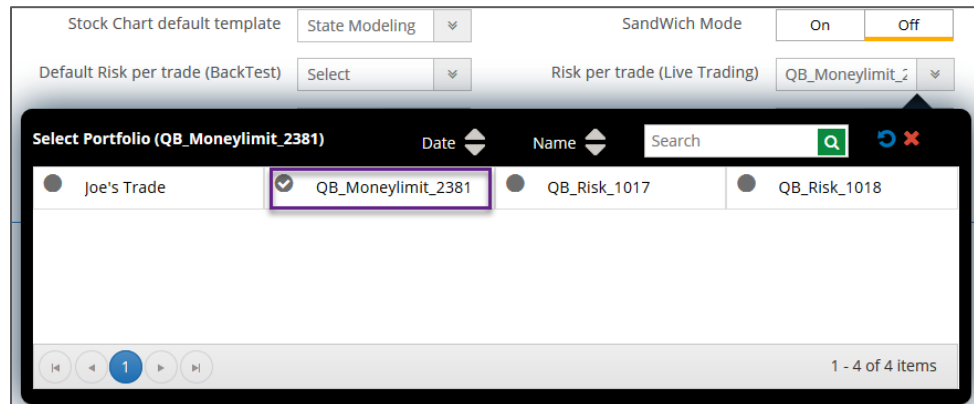 Stock Chart default template State Modeling SandWich Mode On Off
Default Risk per trade (BackTest) Select Risk per trade (Live Trading) QB_Moneylimit_2
Select Portfolio (QB_Moneylimit_2381) Date Name Search
Joe's Trade QB_Moneylimit_2381 QB_Risk_1017 QB_Risk_1018
1 1 - 4 of 4 items